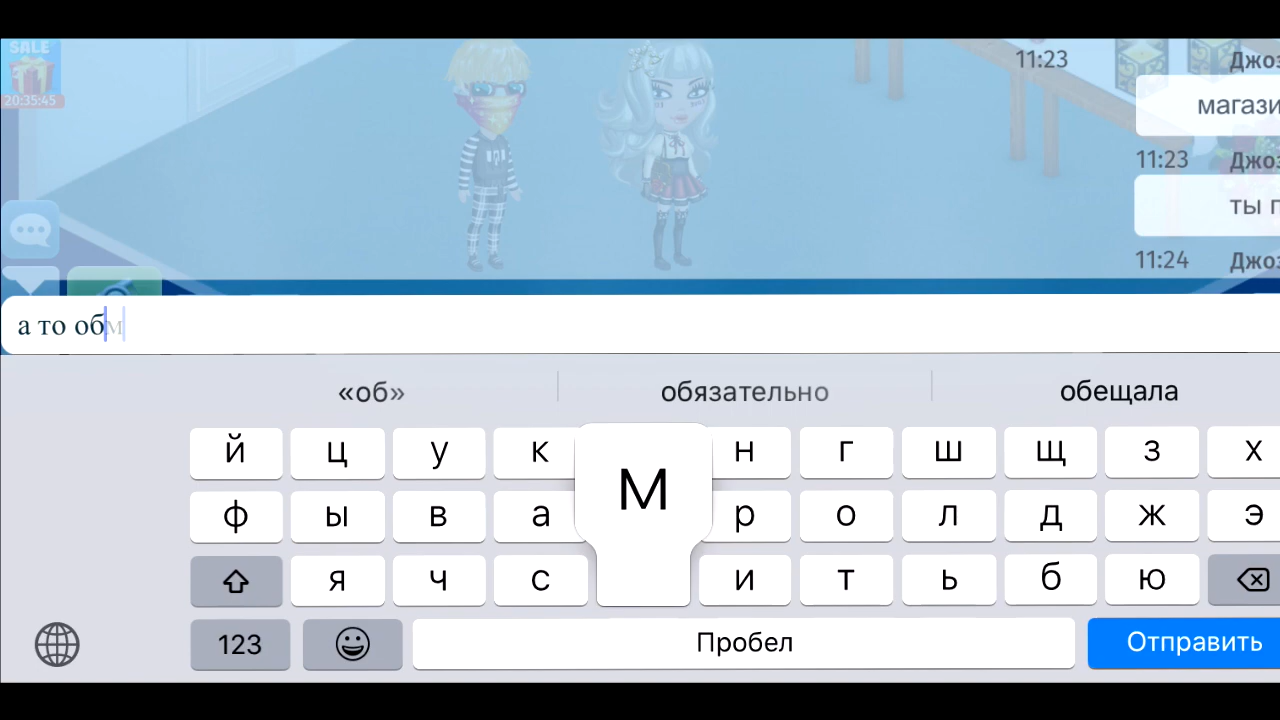 SALE
20:35:45
11:23 Джоз
магази
11:23 Джоз
ты п
11:24 Джоз
а то обм
«об» обязательно обещала
й ц у к н г ш щ з х
ф ы в а р о л д ж э
М
я ч с и т ь б ю
123 Пробел Отправить